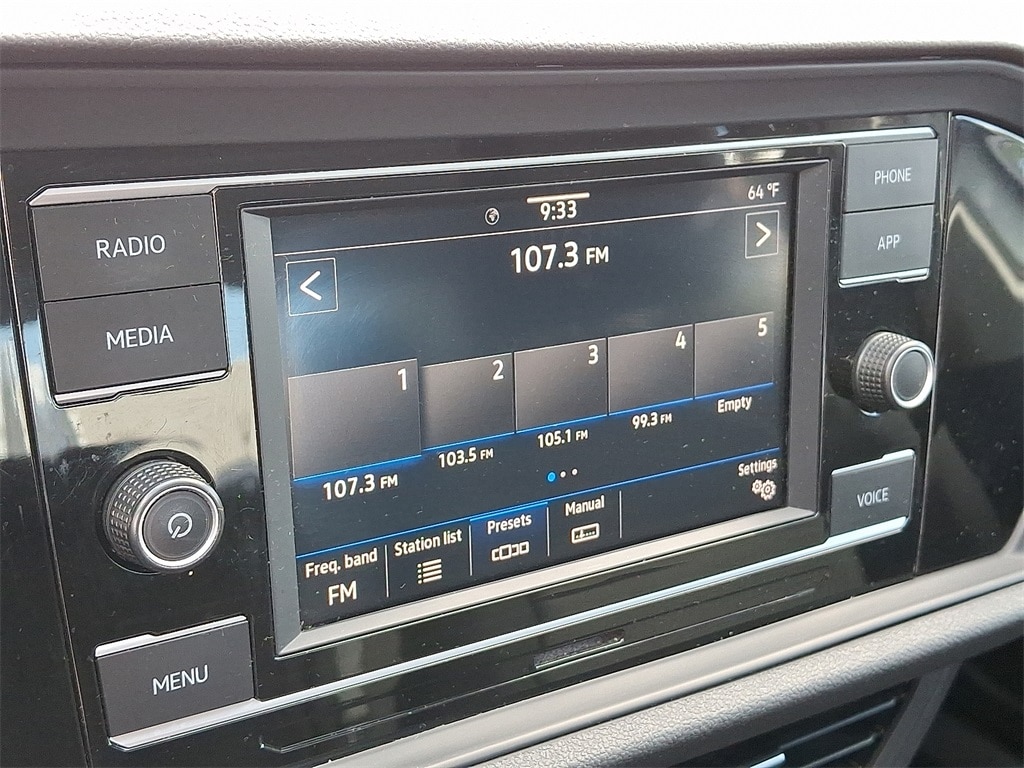 RADIO
MEDIA
MENU
9:33
64 °F
<
107.3 FM
>
1
2
3
4
5
107.3 FM
103.5 FM
105.1 FM
99.3 FM
Empty
Settings
Freq. band
FM
Station list
Presets
Manual
PHONE
APP
VOICE